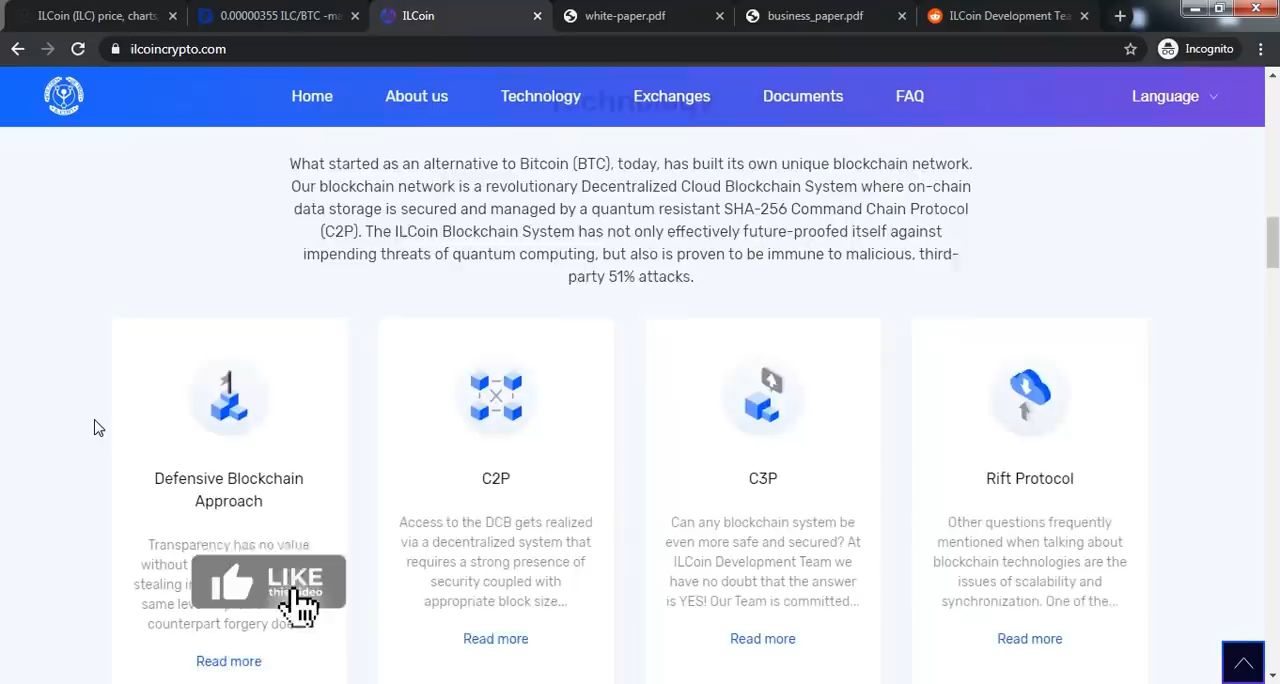 ILCoin (ILC) price, charts,
0.00000355 ILC/BTC -ma
ILCoin
white-paper.pdf
business_paper.pdf
ILCoin Development Tea
ilcoincrypto.com
Incognito
Home
About us
Technology
Exchanges
Documents
FAQ
Language
What started as an alternative to Bitcoin (BTC), today, has built its own unique blockchain network.
Our blockchain network is a revolutionary Decentralized Cloud Blockchain System where on-chain
data storage is secured and managed by a quantum resistant SHA-256 Command Chain Protocol
(C2P). The ILCoin Blockchain System has not only effectively future-proofed itself against
impending threats of quantum computing, but also is proven to be immune to malicious, third-
party 51% attacks.
Defensive Blockchain
Approach
Transparency has no value
without
stealing in
same leve
counterpart forgery doe
Read more
LIKE
this video
C2P
Access to the DCB gets realized
via a decentralized system that
requires a strong presence of
security coupled with
appropriate block size...
Read more
C3P
Can any blockchain system be
even more safe and secured? At
ILCoin Development Team we
have no doubt that the answer
is YES! Our Team is committed...
Read more
Rift Protocol
Other questions frequently
mentioned when talking about
blockchain technologies are the
issues of scalability and
synchronization. One of the...
Read more